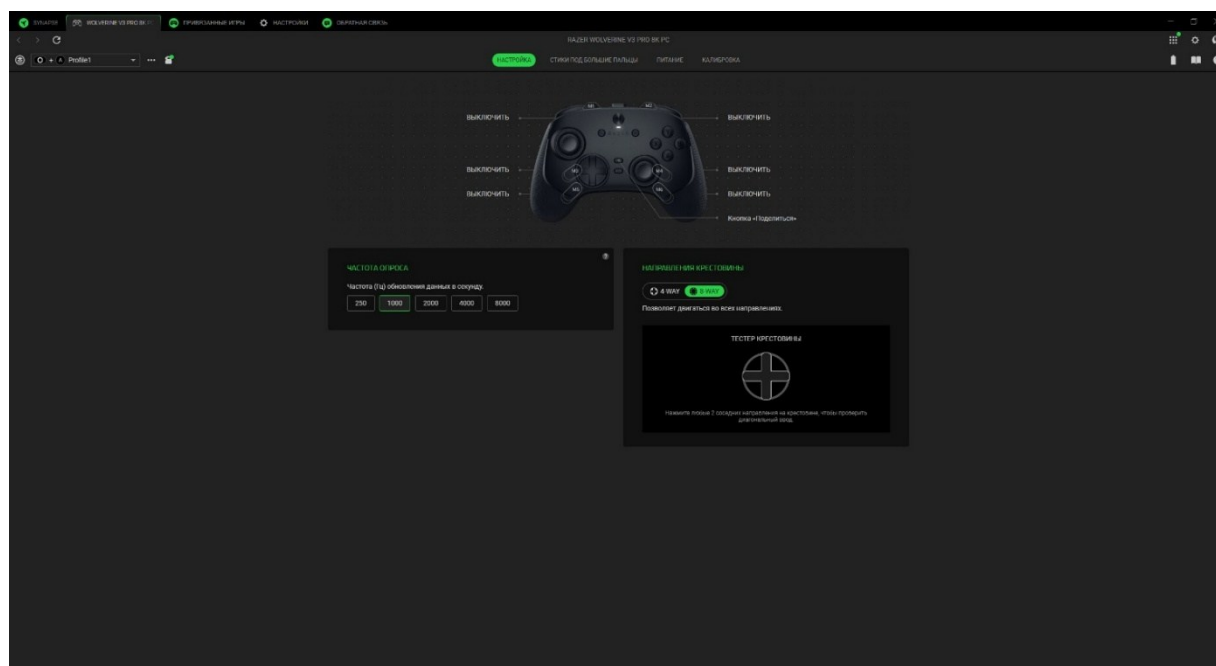 SYNAPSE
WOLVERINE V3 PRO 8K PC
ПРИВЯЗАННЫЕ ИГРЫ
НАСТРОЙКИ
ОБРАТНАЯ СВЯЗЬ
RAZER WOLVERINE V3 PRO 8K PC
Profile1
НАСТРОЙКА
СТИКИ ПОД БОЛЬШИЕ ПАЛЬЦЫ
ПИТАНИЕ
КАЛИБРОВКА
M1
M2
ВЫКЛЮЧИТЬ
ВЫКЛЮЧИТЬ
ВЫКЛЮЧИТЬ
ВЫКЛЮЧИТЬ
ВЫКЛЮЧИТЬ
ВЫКЛЮЧИТЬ
Кнопка «Поделиться»
ЧАСТОТА ОПРОСА
Частота (Гц) обновления данных в секунду.
250 1000 2000 4000 8000
НАПРАВЛЕНИЯ КРЕСТОВИНЫ
4-WAY 8-WAY
Позволяет двигаться во всех направлениях.
ТЕСТЕР КРЕСТОВИНЫ
Нажмите любые 2 соседних направления на крестовине, чтобы проверить
диагональный ввод.